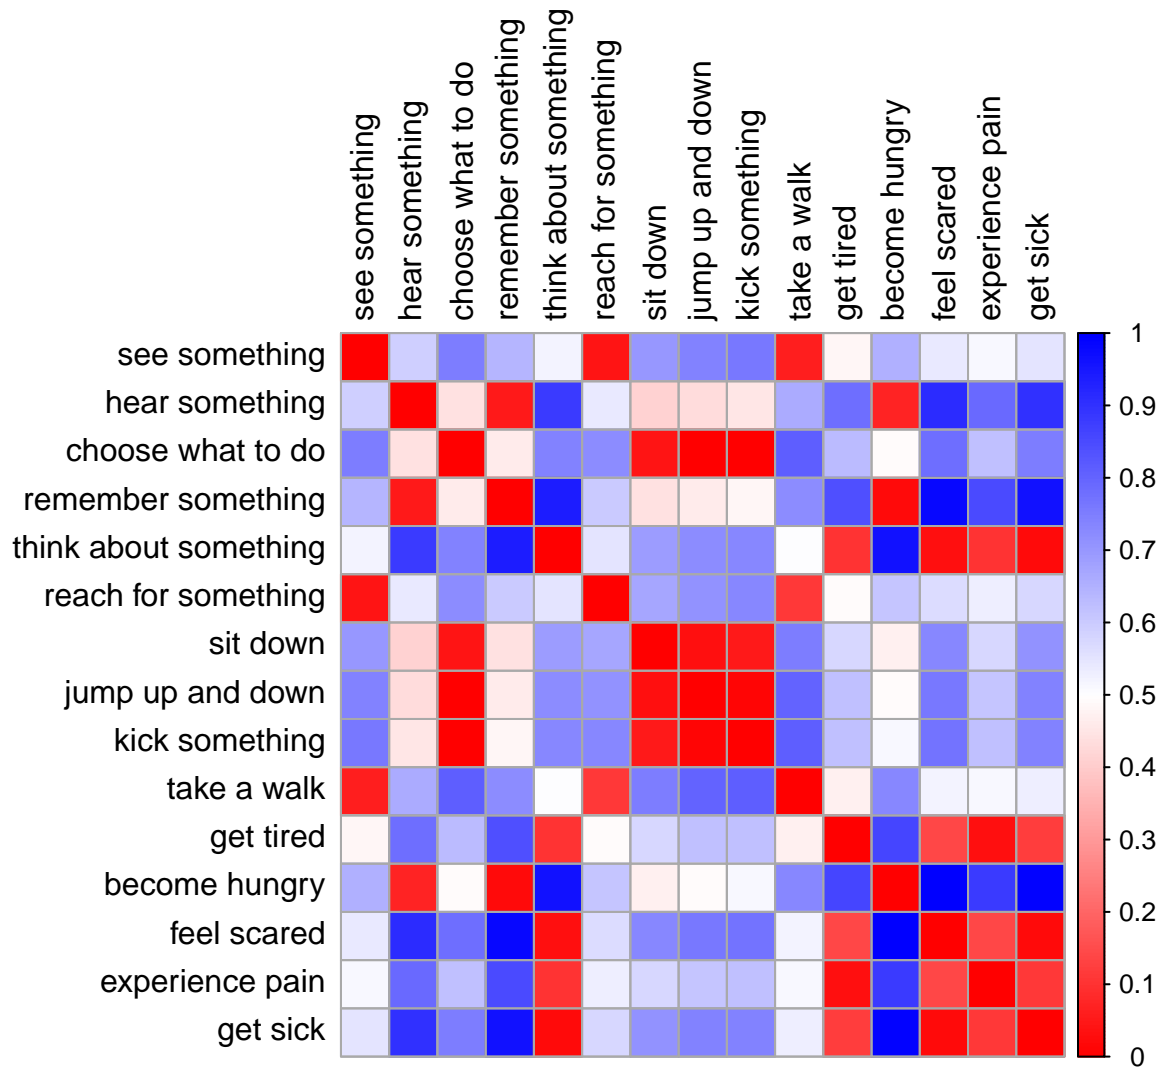 see something
hear something
choose what to do
remember something
think about something
reach for something
sit down
jump up and down
kick something
take a walk
get tired
become hungry
feel scared
experience pain
get sick
see something
hear something
choose what to do
remember something
think about something
reach for something
sit down
jump up and down
kick something
take a walk
get tired
become hungry
feel scared
experience pain
get sick
1
0.9
0.8
0.7
0.6
0.5
0.4
0.3
0.2
0.1
0